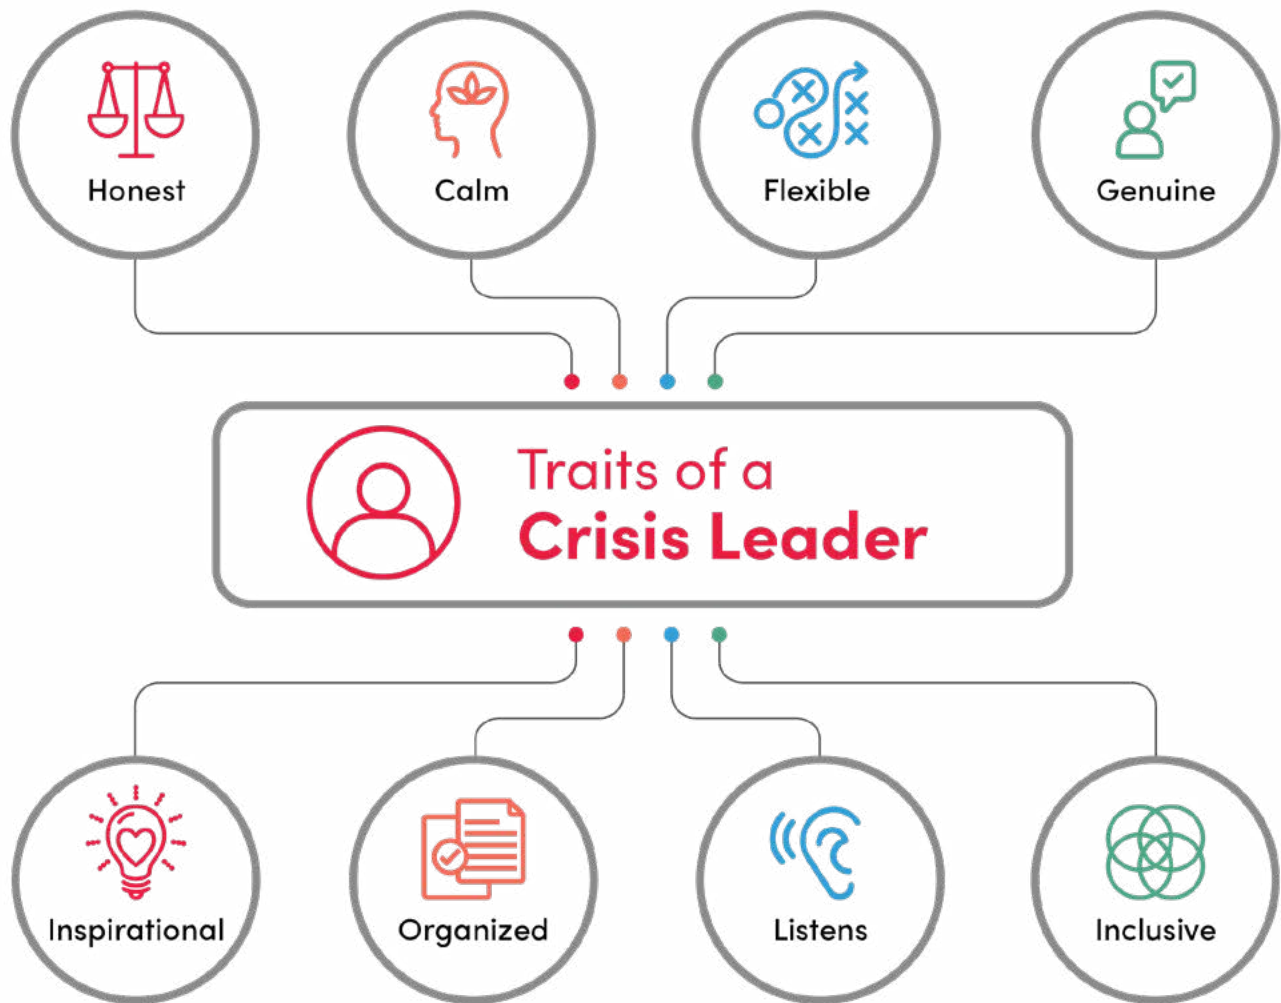 Honest
Calm
Flexible
Genuine
Traits of a
Crisis Leader
Inspirational
Organized
Listens
Inclusive